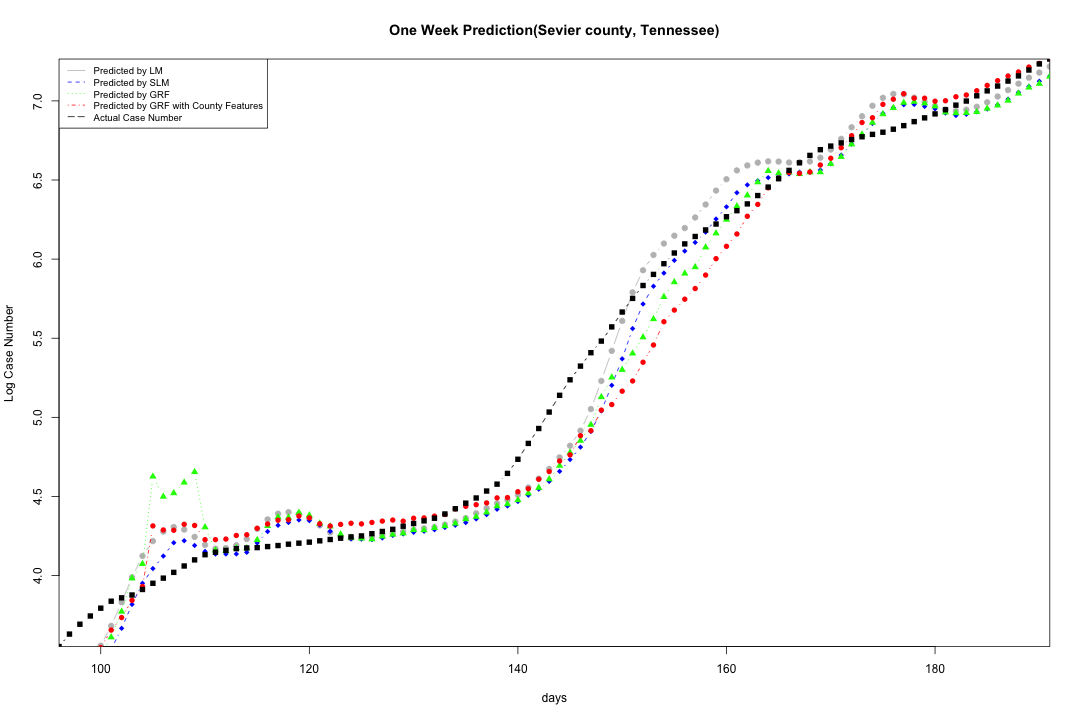 One Week Prediction(Sevier county, Tennessee)
Predicted by LM
Predicted by SLM
Predicted by GRF
Predicted by GRF with County Features
Actual Case Number
Log Case Number
7.0
6.5
6.0
5.5
5.0
4.5
4.0
100 120 140 160 180
days